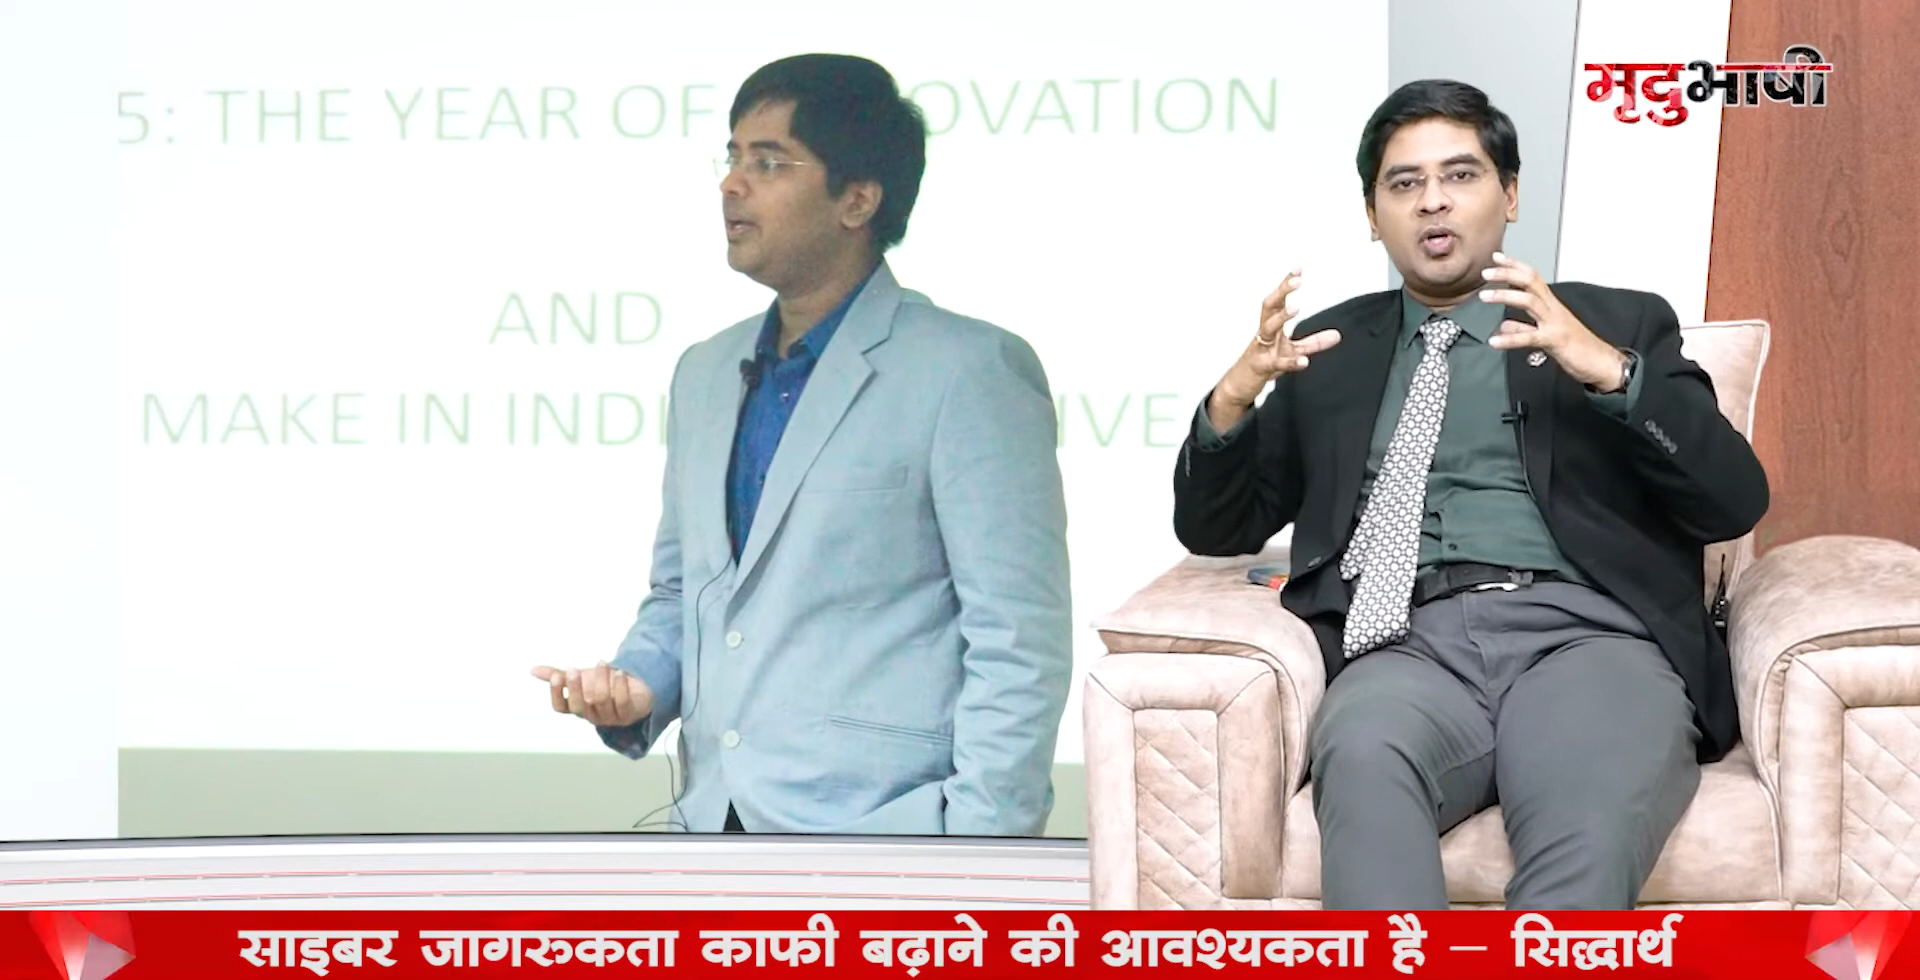 5: THE YEAR OF OVATION
AND
MAKE IN INDI IVE
मृदुभाषी
साइबर जागरुकता काफी बढ़ाने की आवश्यकता है – सिद्धार्थ